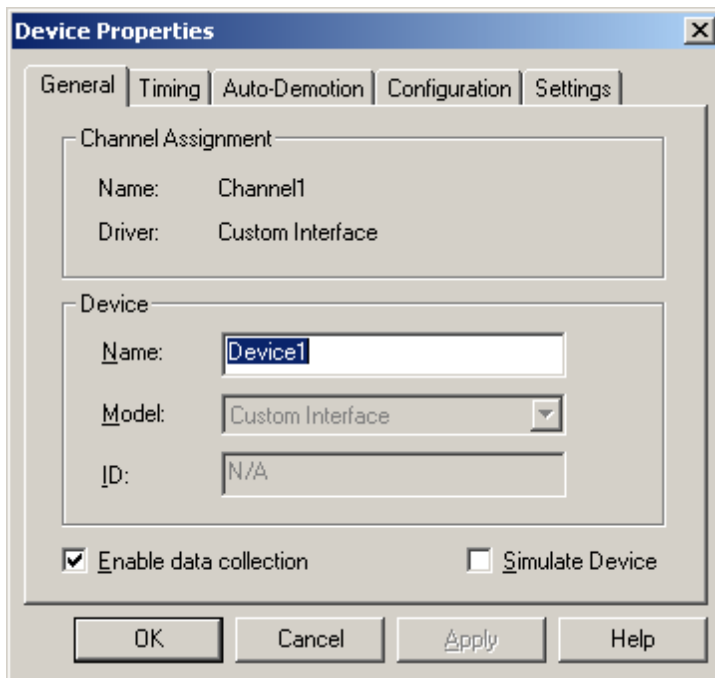 Device Properties
General Timing Auto-Demotion Configuration Settings
Channel Assignment
Name: Channel1
Driver: Custom Interface
Device
Name: Device1
Model: Custom Interface
ID: N/A
Enable data collection Simulate Device
OK Cancel Apply Help